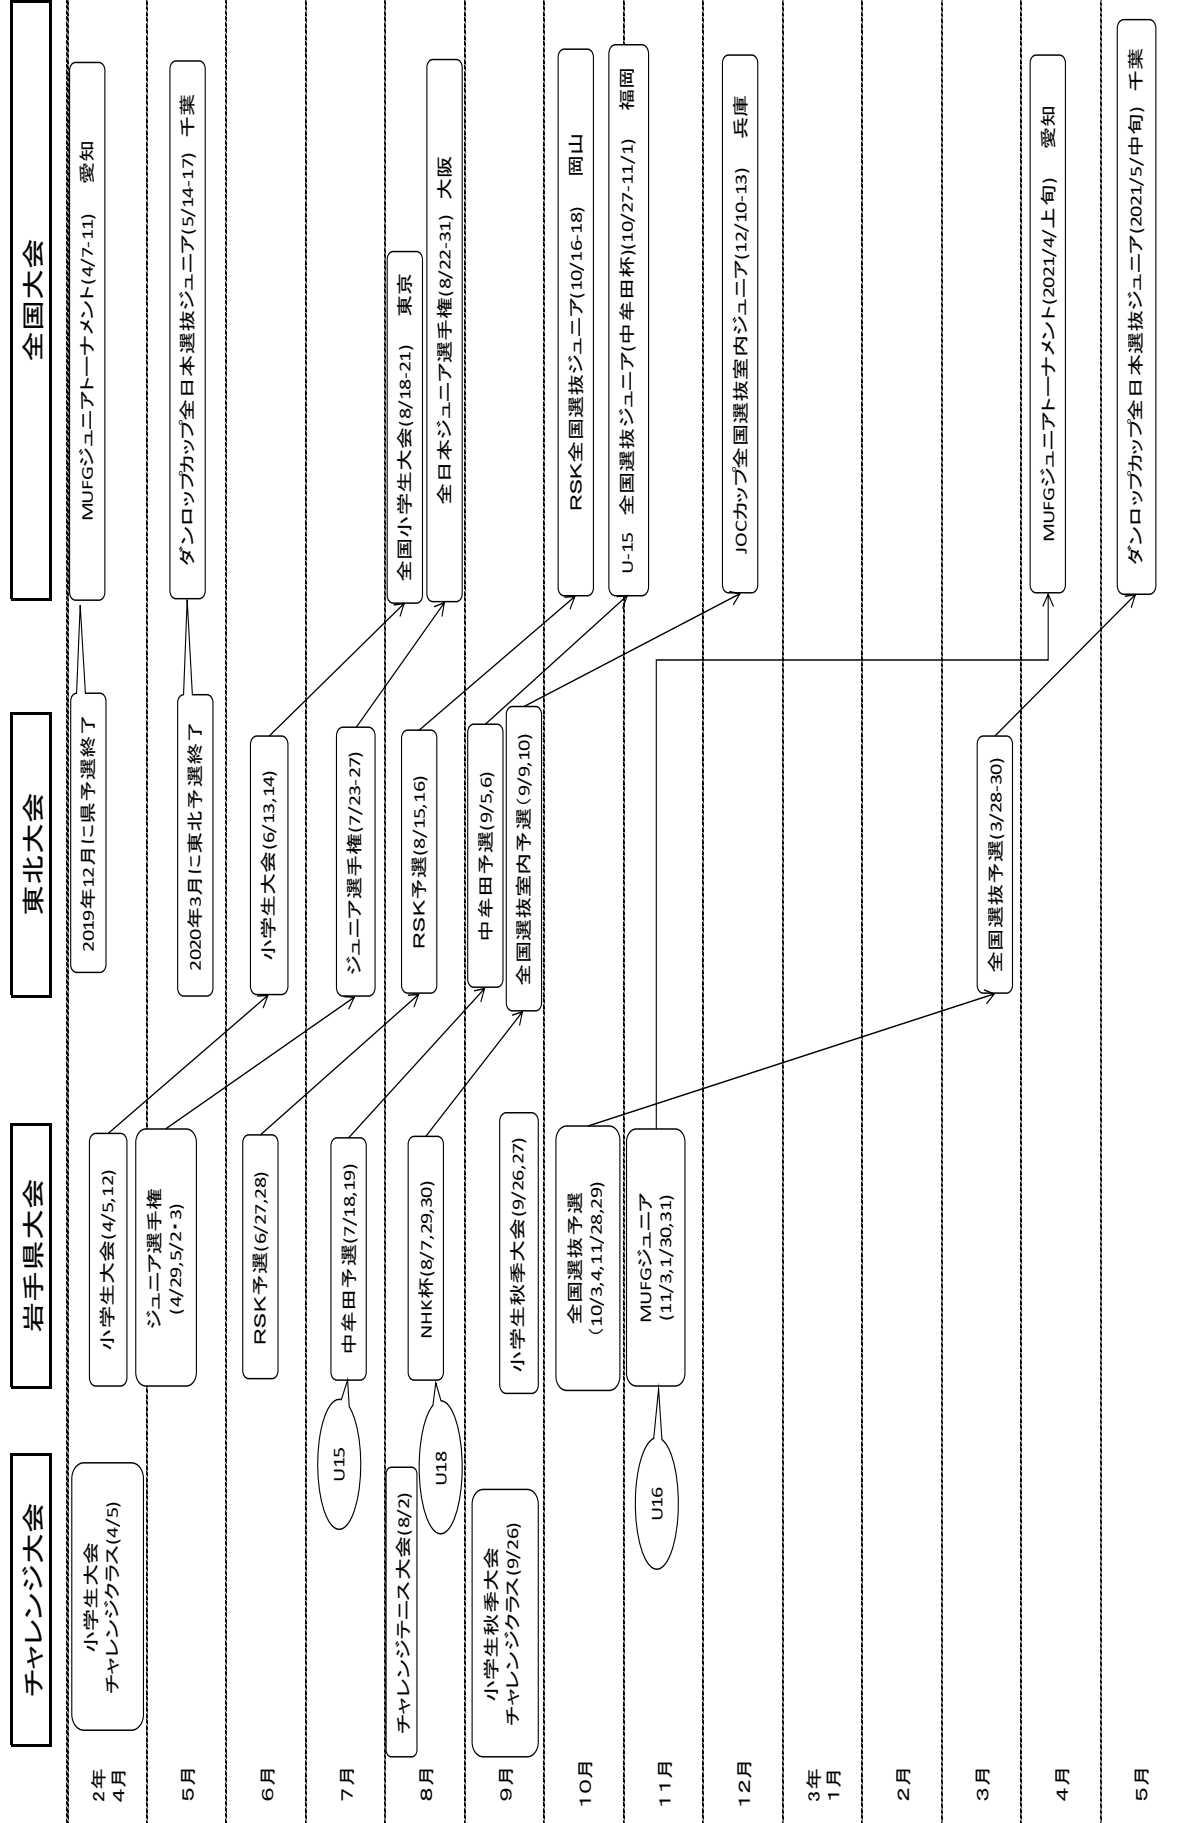 チャレンジ大会
岩手県大会
東北大会
全国大会
2年
4月
小学生大会
チャレンジクラス(4/5)
小学生大会(4/5,12)
2019年12月に県予選終了
MUFGジュニアトーナメント(4/7-11) 愛知
5月
ジュニア選手権
(4/29,5/2・3)
2020年3月に東北予選終了
ダンロップカップ全日本選抜ジュニア(5/14-17) 千葉
6月
RSK予選(6/27,28)
小学生大会(6/13,14)
7月
U15
中牟田予選(7/18,19)
ジュニア選手権(7/23-27)
8月
チャレンジテニス大会(8/2)
U18
NHK杯(8/7,29,30)
RSK予選(8/15,16)
全国小学生大会(8/18-21) 東京
全日本ジュニア選手権(8/22-31) 大阪
9月
小学生秋季大会
チャレンジクラス(9/26)
小学生秋季大会(9/26,27)
中牟田予選(9/5,6)
全国選抜室内予選(9/9,10)
10月
全国選抜予選
(10/3,4,11/28,29)
RSK全国選抜ジュニア(10/16-18) 岡山
U-15 全国選抜ジュニア(中牟田杯)(10/27-11/1) 福岡
11月
U16
MUFGジュニア
(11/3,1/30,31)
12月
JOCカップ全国選抜室内ジュニア(12/10-13) 兵庫
3年
1月
2月
3月
全国選抜予選(3/28-30)
4月
MUFGジュニアトーナメント(2021/4/上旬) 愛知
5月
ダンロップカップ全日本選抜ジュニア(2021/5/中旬) 千葉